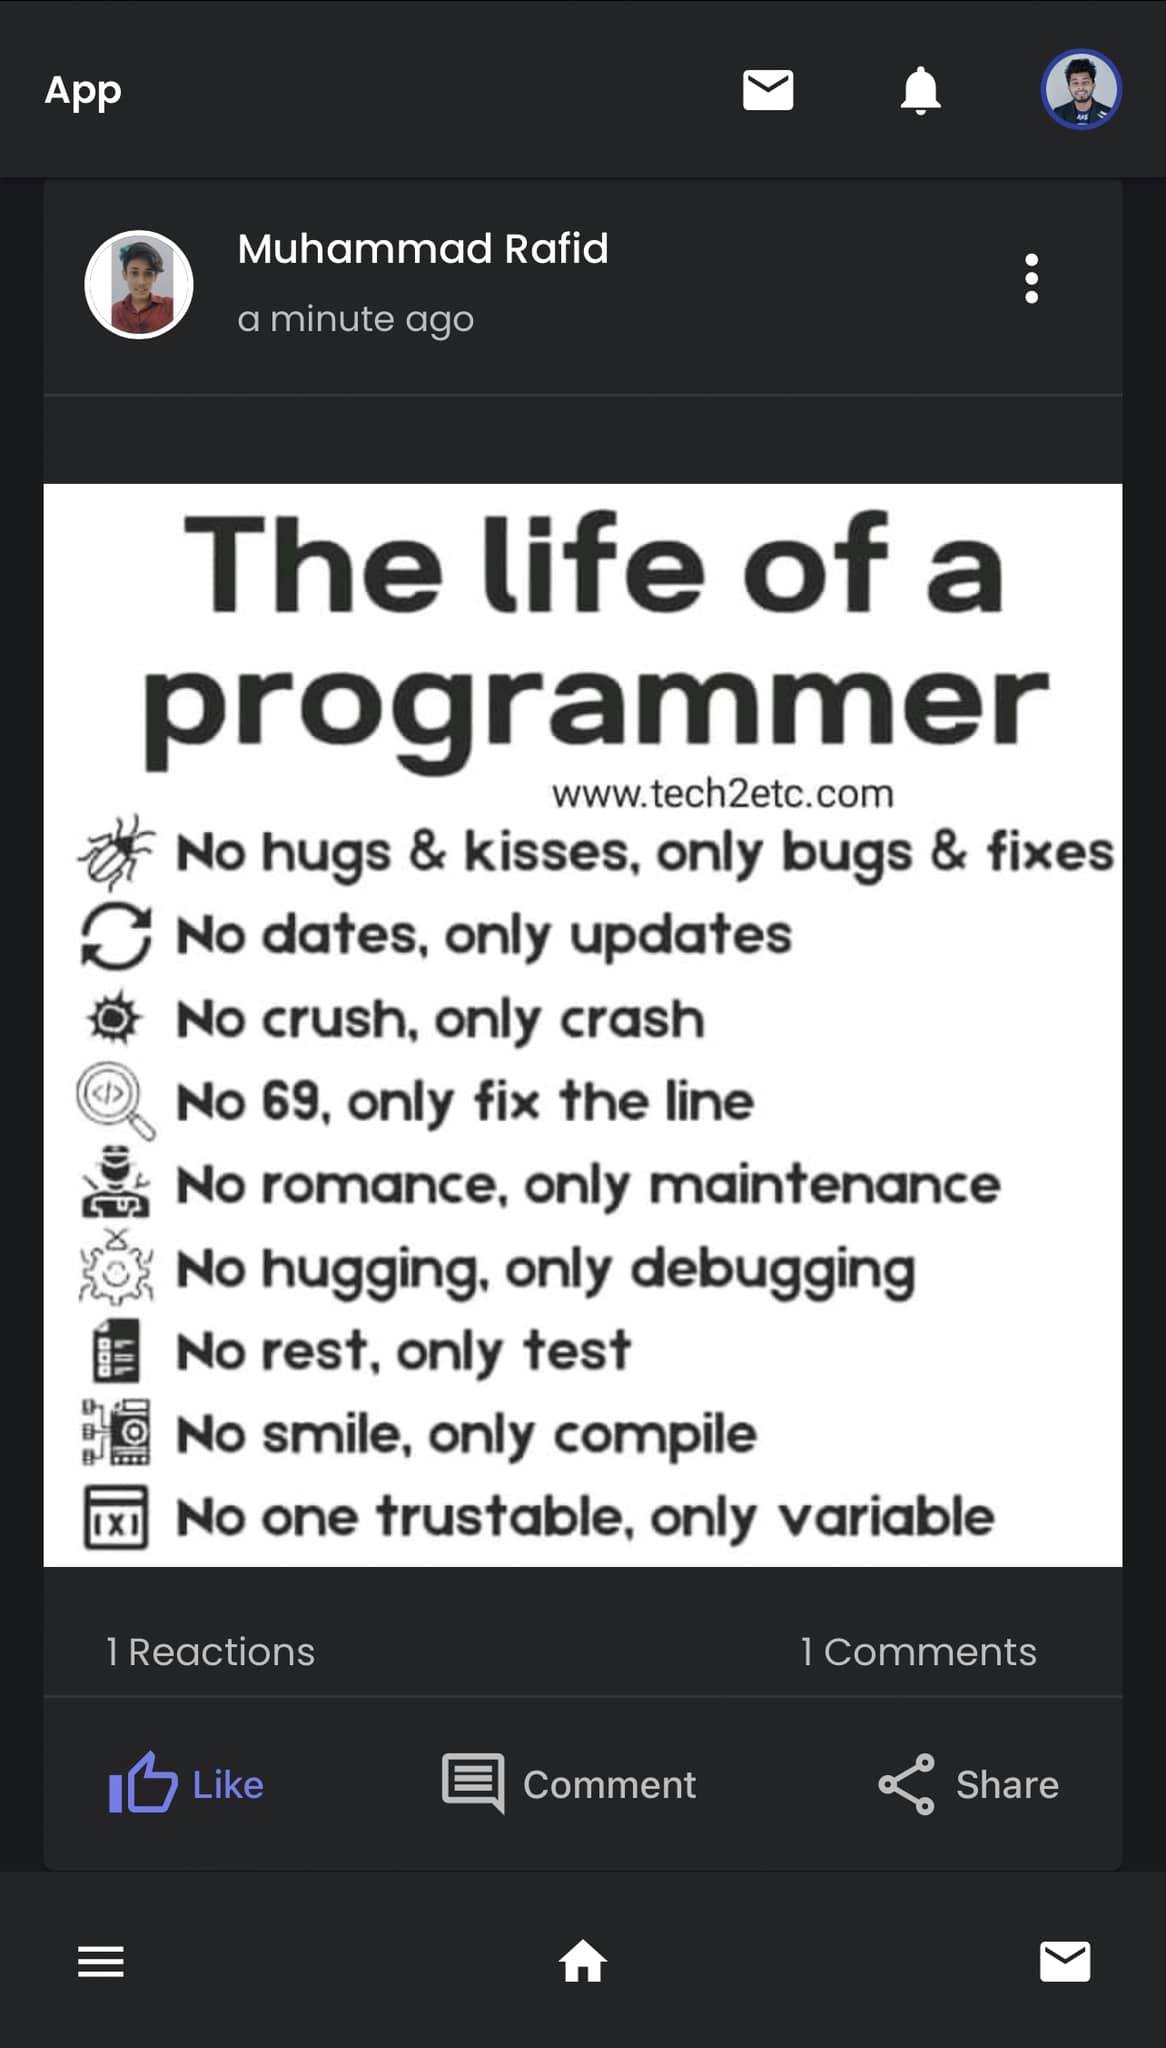 App
Muhammad Rafid
a minute ago
The life of a
programmer
www.tech2etc.com
No hugs & kisses, only bugs & fixes
No dates, only updates
No crush, only crash
</>
No 69, only fix the line
No romance, only maintenance
No hugging, only debugging
No rest, only test
No smile, only compile
(X)
No one trustable, only variable
1 Reactions
1 Comments
Like
Comment
Share